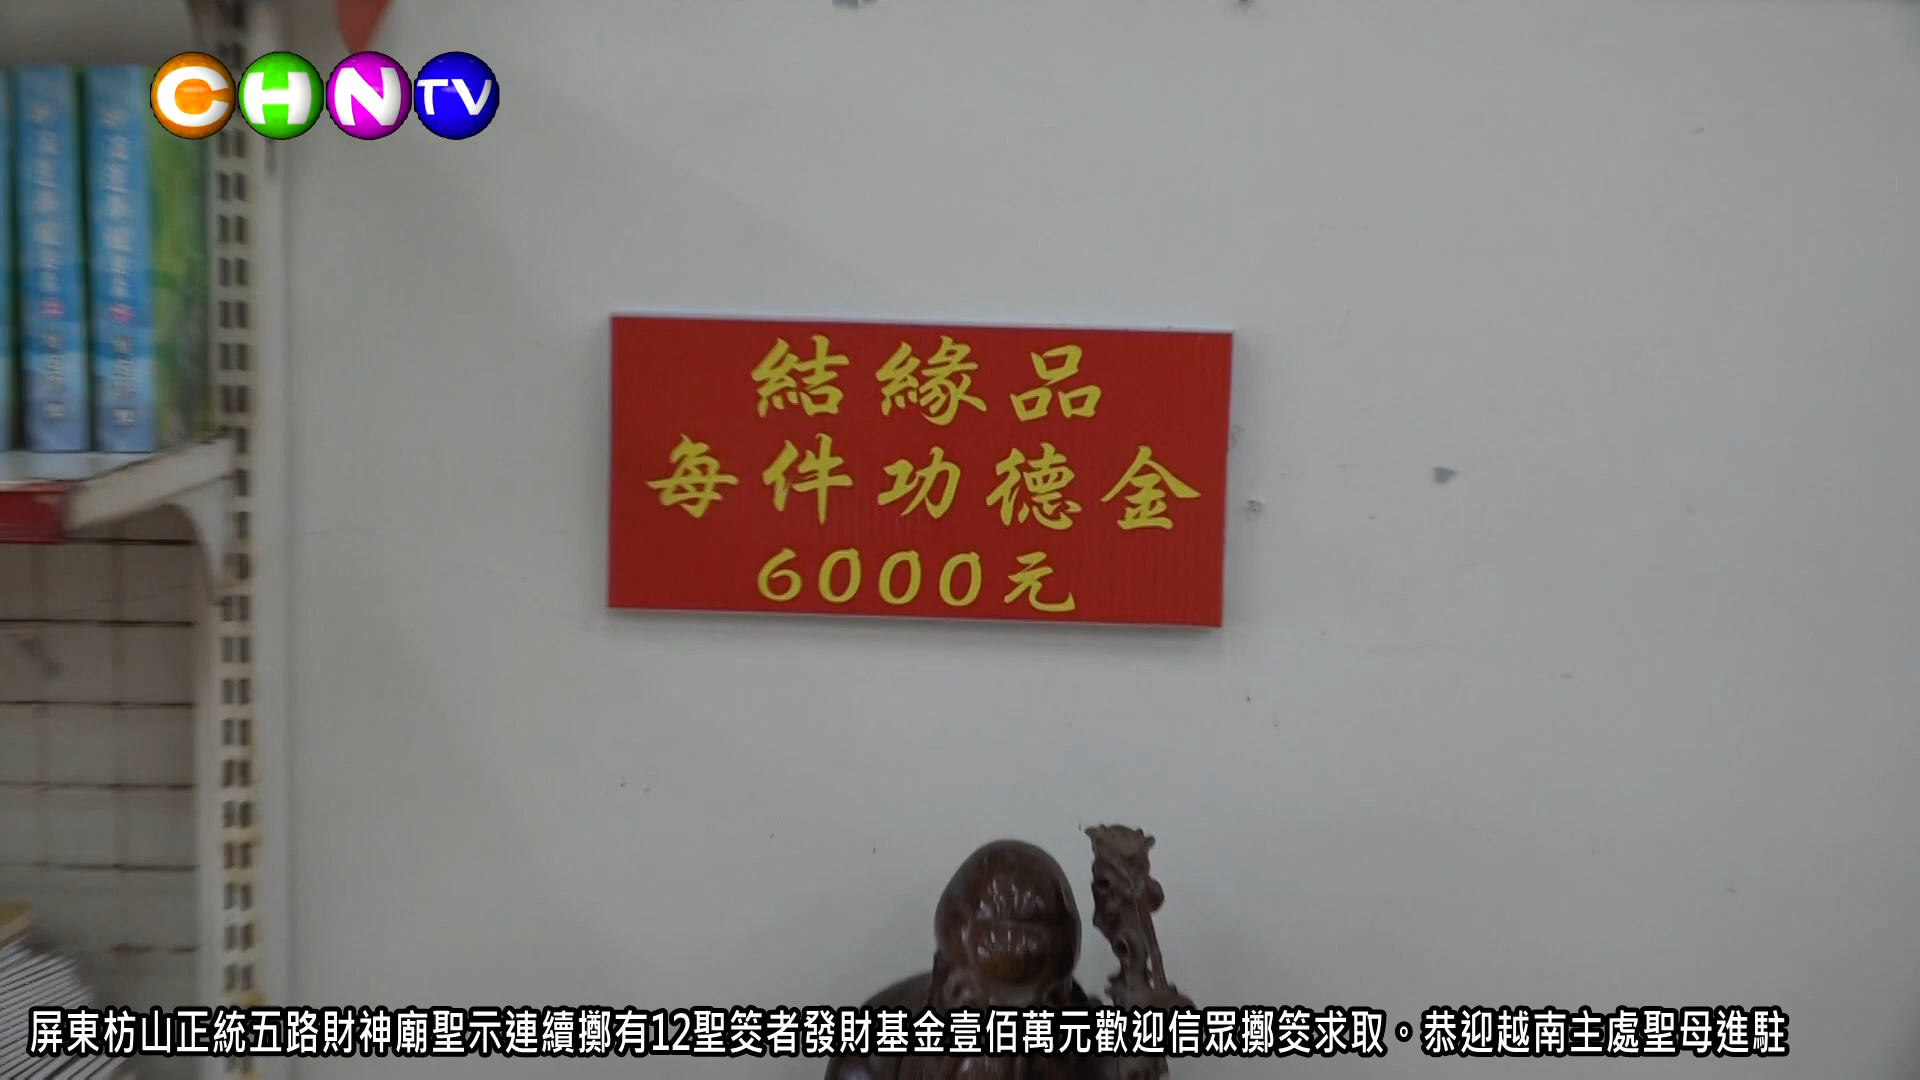 CHNTV
結緣品
每件功德金
6000元
屏東枋山正統五路財神廟聖示連續擲有12聖筊者發財基金壹佰萬元歡迎信眾擲筊求取。恭迎越南主處聖母進駐